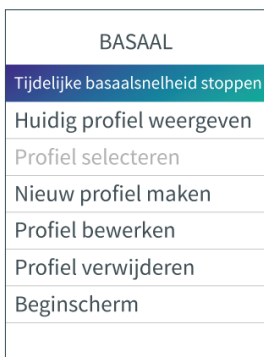 BASAAL
Tijdelijke basaalsnelheid stoppen
Huidig profiel weergeven
Profiel selecteren
Nieuw profiel maken
Profiel bewerken
Profiel verwijderen
Beginscherm